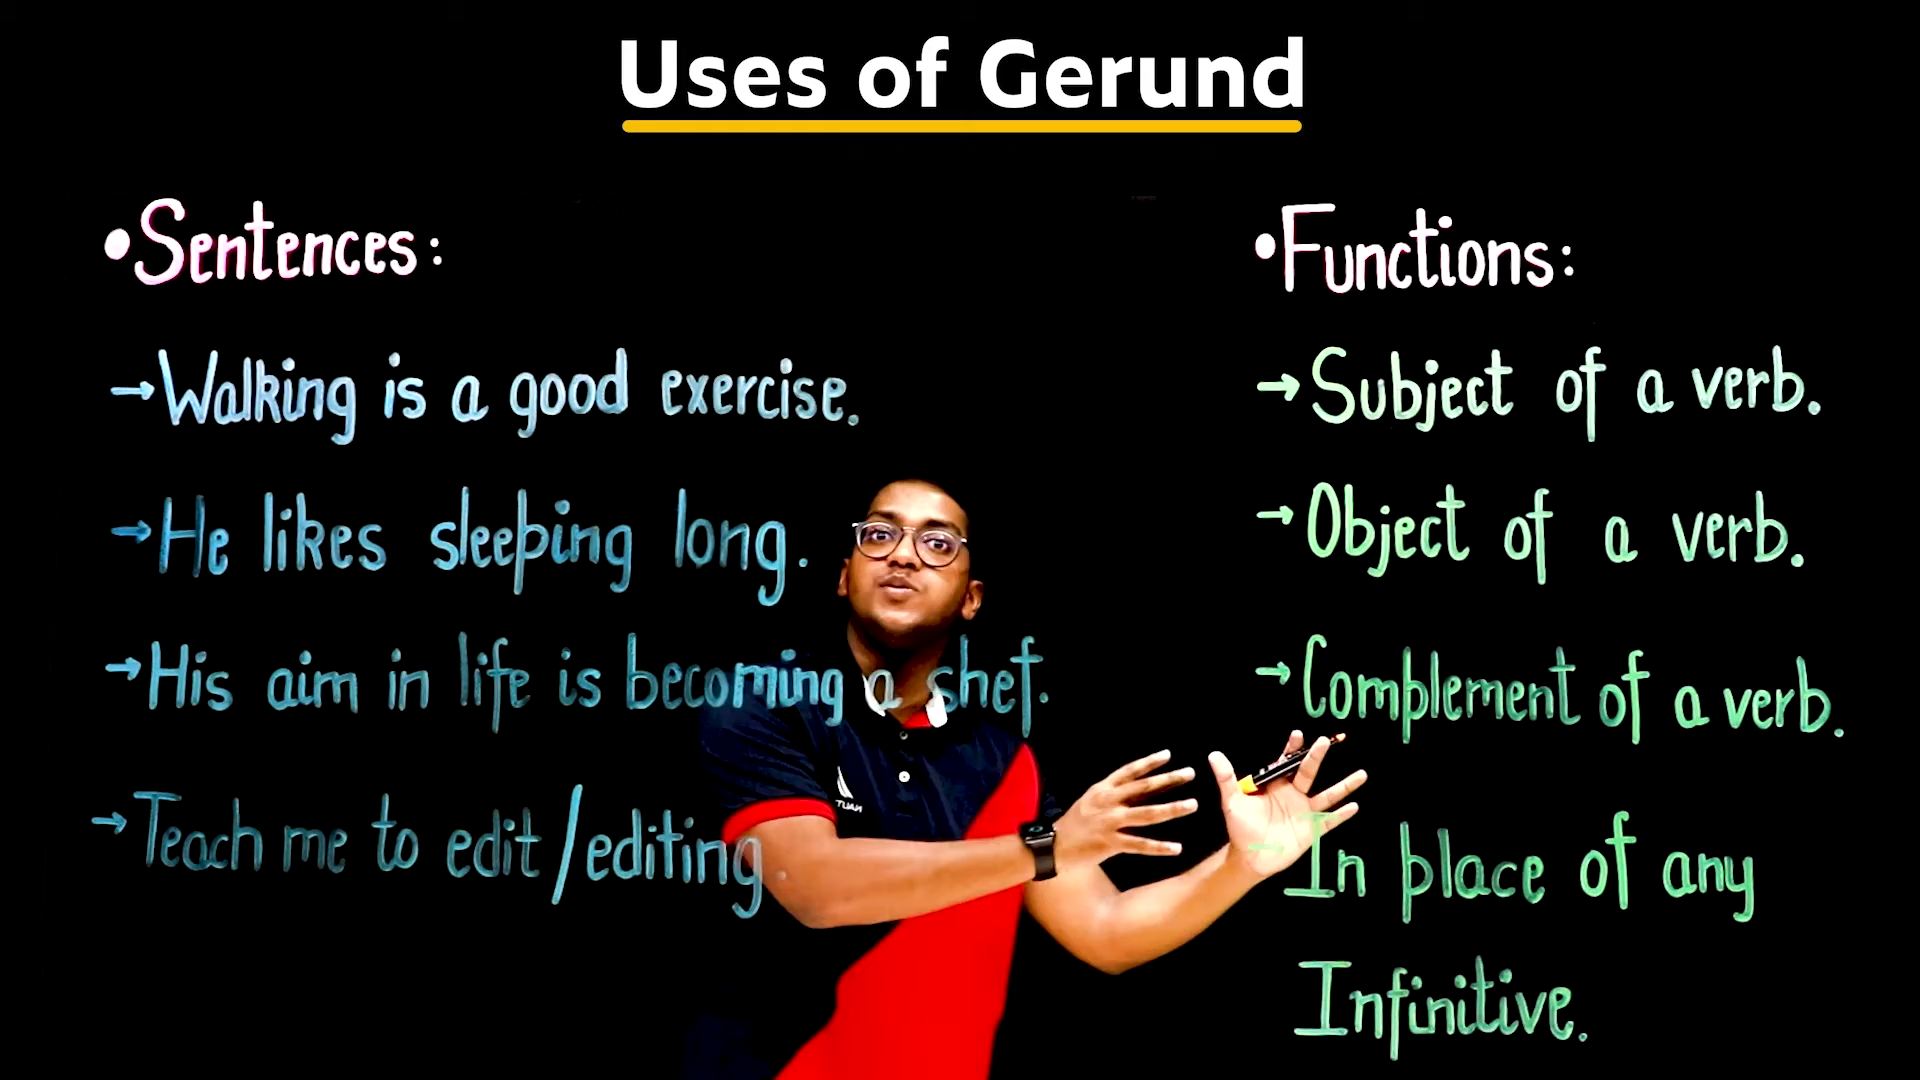 Uses of Gerund
•Sentences:
→Walking is a good exercise.
→He likes sleeping long.
→His aim in life is becoming a shef.
→Teach me to edit/editing.
•Functions:
→Subject of a verb.
→Object of a verb.
→Complement of a verb.
→In place of any
Infinitive.